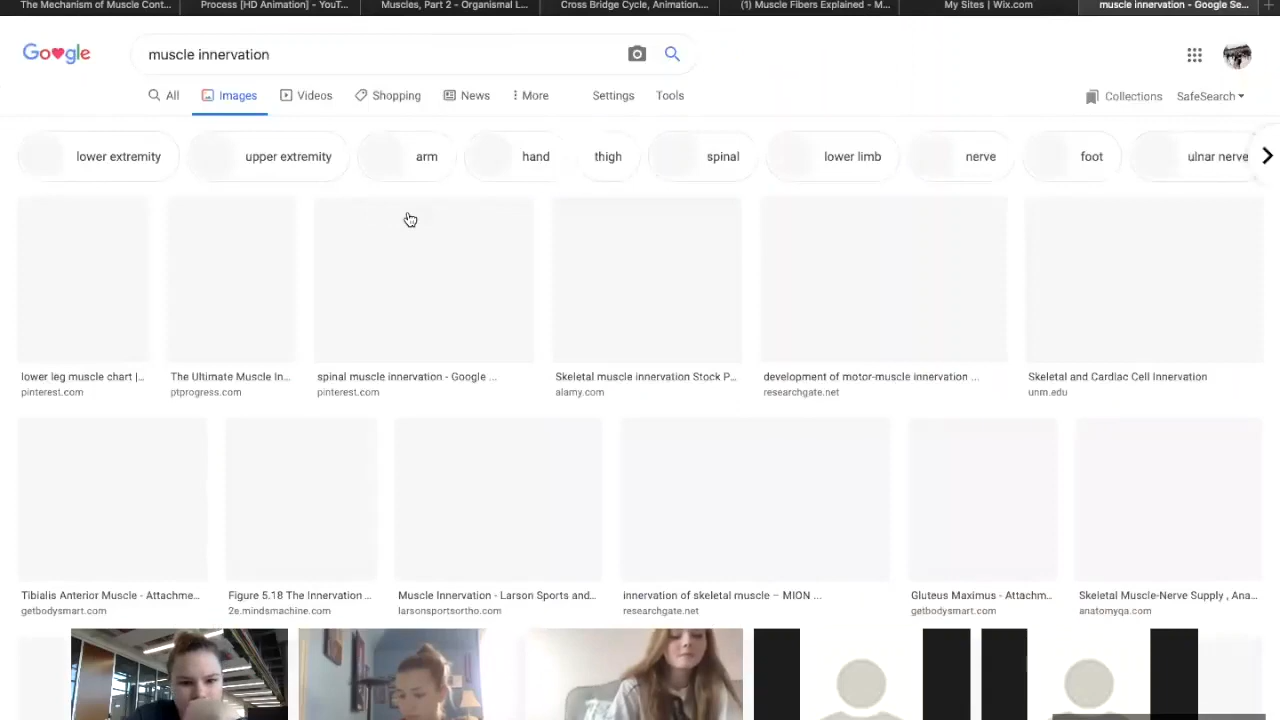 The Mechanism of Muscle Cont...
Process [HD Animation] - YouT...
Muscles, Part 2 - Organismal L...
Cross Bridge Cycle, Animation....
(1) Muscle Fibers Explained - M...
My Sites | Wix.com
muscle innervation - Google Se...
Google
muscle innervation
All
Images
Videos
Shopping
News
More
Settings
Tools
Collections
SafeSearch
lower extremity
upper extremity
arm
hand
thigh
spinal
lower limb
nerve
foot
ulnar nerve
lower leg muscle chart |...
pinterest.com
The Ultimate Muscle In...
ptprogress.com
spinal muscle innervation - Google ...
pinterest.com
Skeletal muscle innervation Stock P...
alamy.com
development of motor-muscle innervation ...
researchgate.net
Skeletal and Cardiac Cell Innervation
unm.edu
Tibialis Anterior Muscle - Attachme...
getbodysmart.com
Figure 5.18 The Innervation ...
2e.mindsmachine.com
Muscle Innervation - Larson Sports and...
larsonsportsortho.com
innervation of skeletal muscle – MION ...
researchgate.net
Gluteus Maximus - Attachm...
getbodysmart.com
Skeletal Muscle-Nerve Supply , Ana...
anatomyqa.com